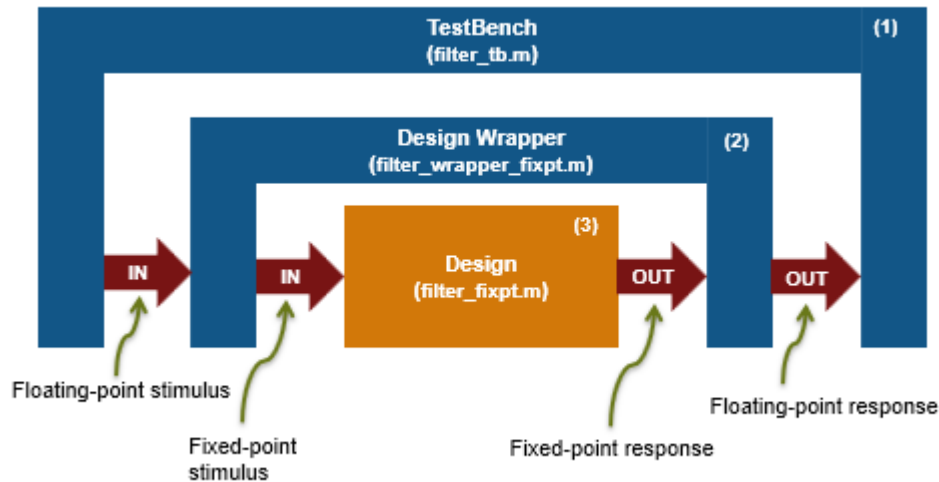 TestBench
(filter_tb.m)
(1)
Design Wrapper
(filter_wrapper_fixpt.m)
(2)
(3)
Design
(filter_fixpt.m)
IN
IN
OUT
OUT
Floating-point stimulus
Fixed-point
stimulus
Fixed-point response
Floating-point response